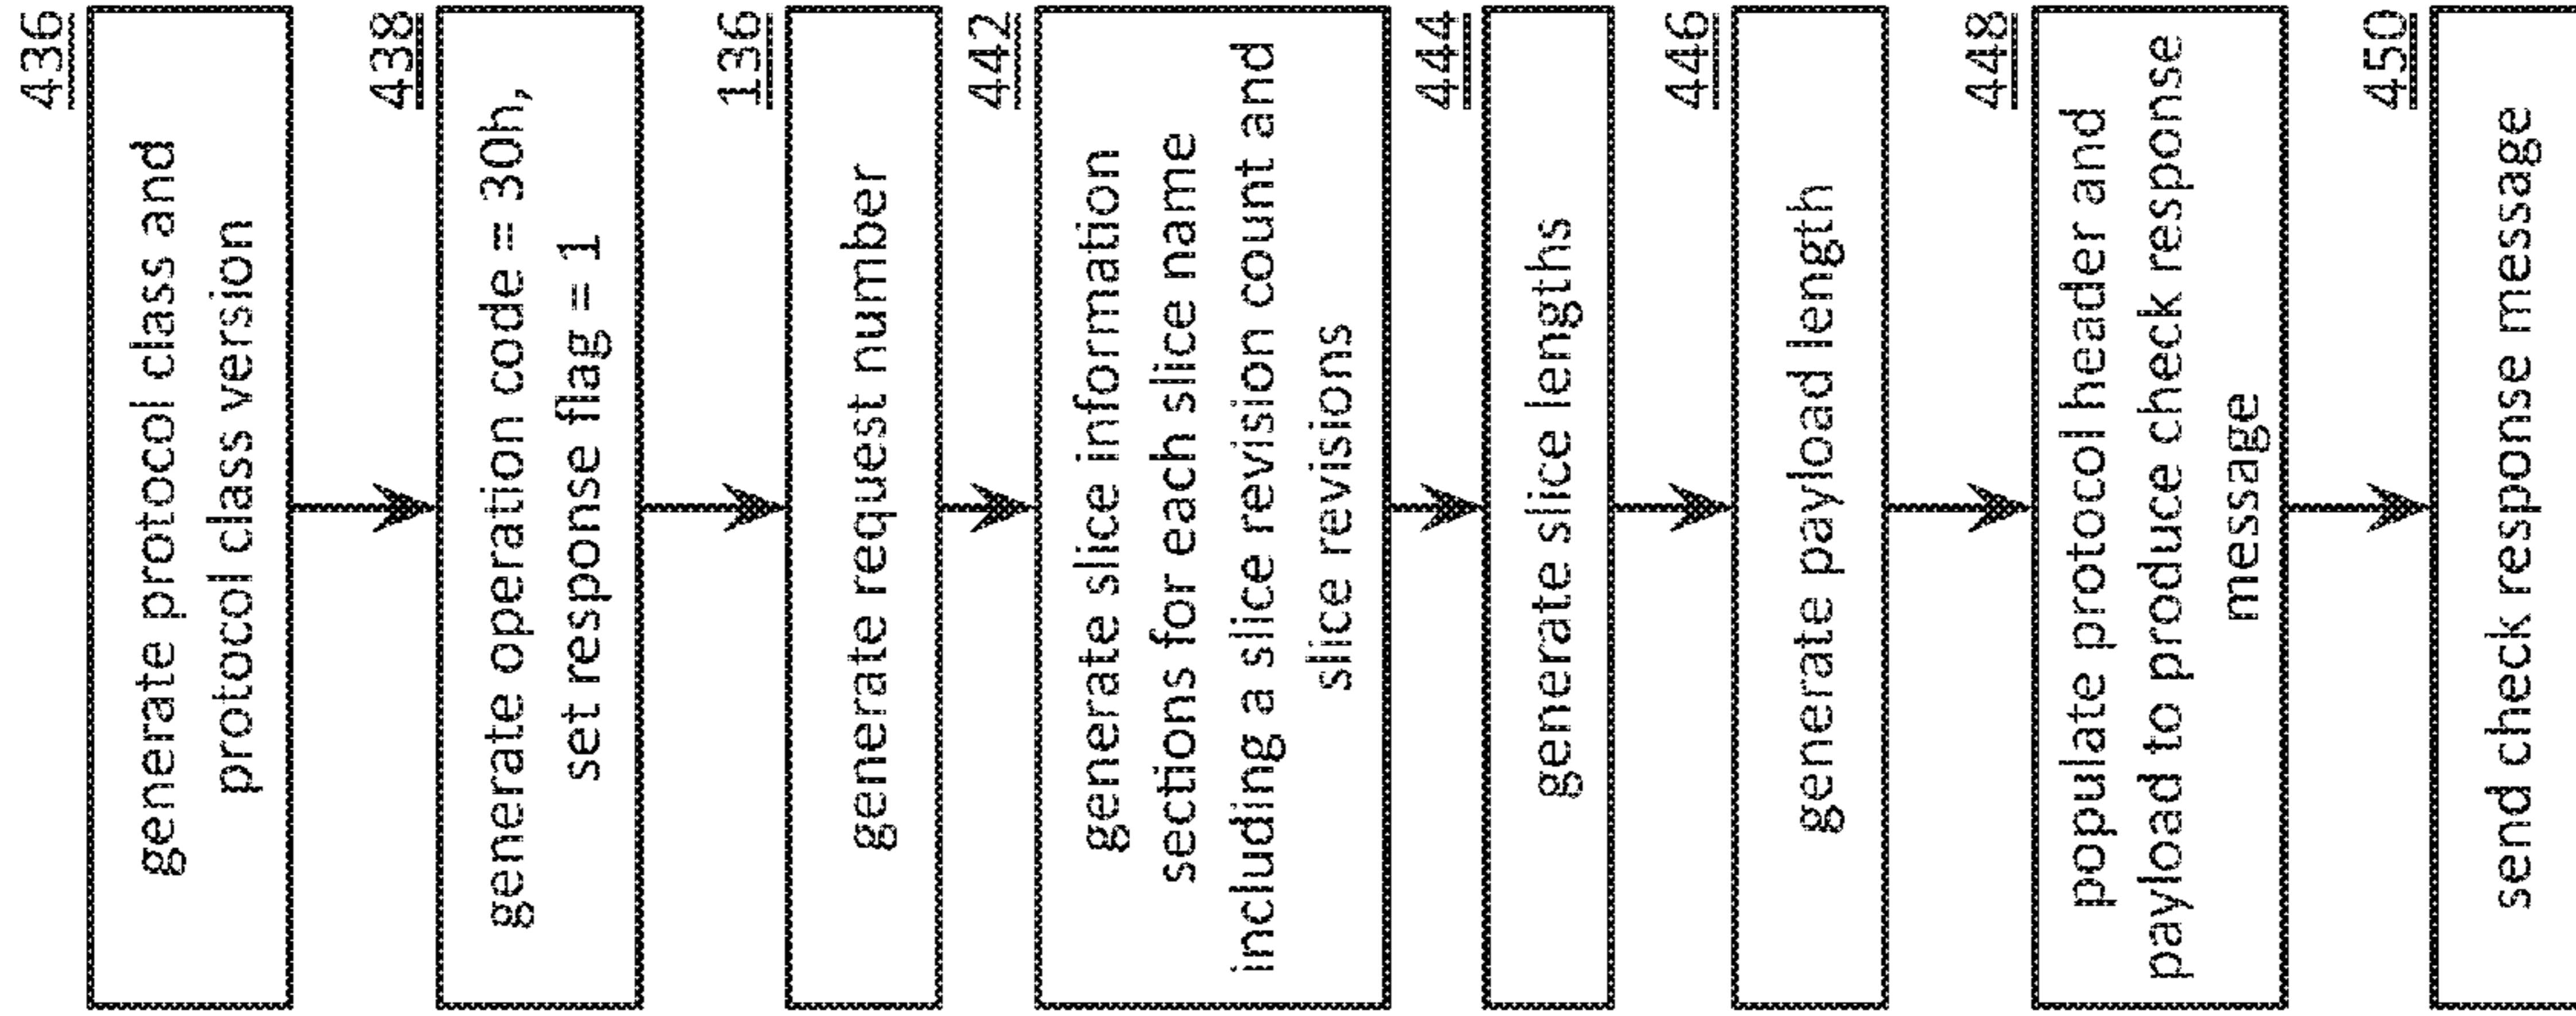 436
generate protocol class and
protocol class version
438
generate operation code = 30h,
set response flag = 1
136
generate request number
442
generate slice information
sections for each slice name
including a slice revision count and
slice revisions
444
generate slice lengths
446
generate payload length
448
populate protocol header and
payload to produce check response
message
450
send check response message